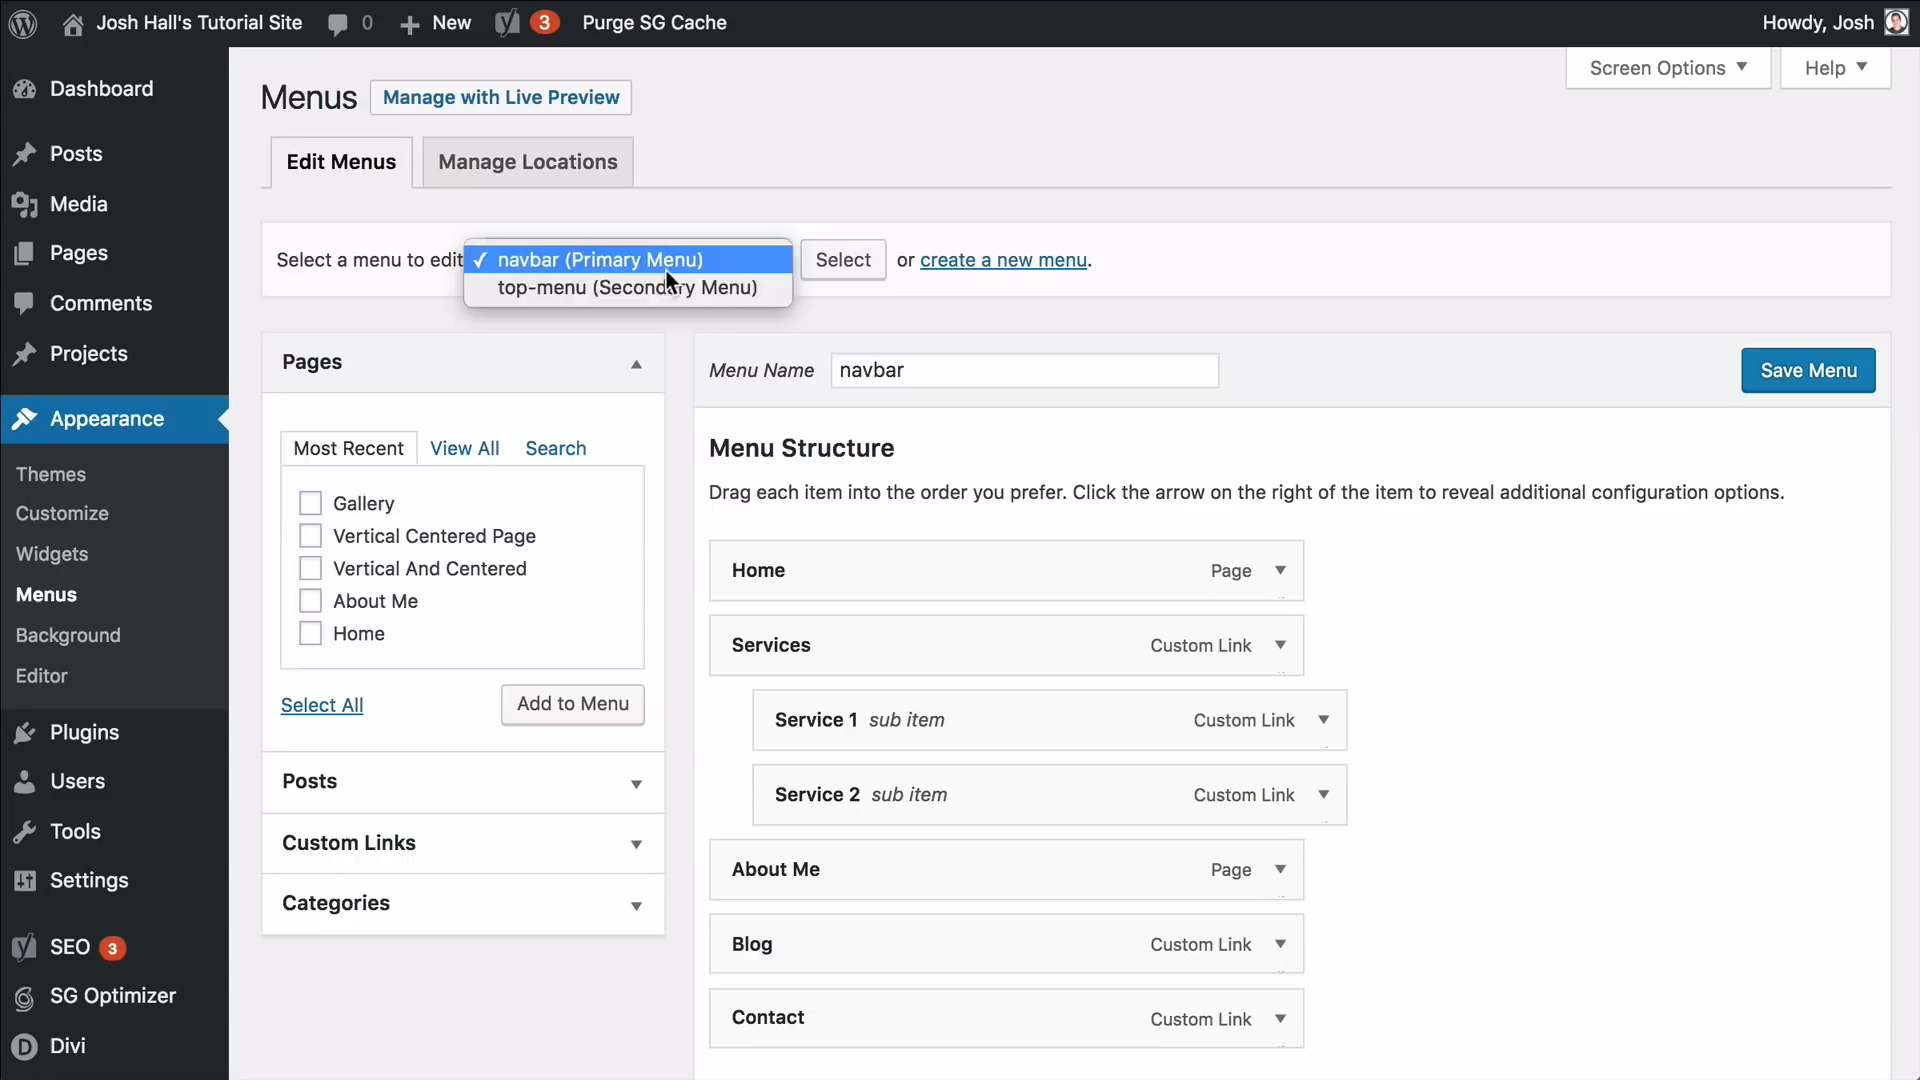 Josh Hall's Tutorial Site 0 New 3 Purge SG Cache Howdy, Josh
Dashboard
Posts
Media
Pages
Comments
Projects
Appearance
Themes
Customize
Widgets
Menus
Background
Editor
Plugins
Users
Tools
Settings
SEO 3
SG Optimizer
Divi
Screen Options Help
Menus Manage with Live Preview
Edit Menus Manage Locations
Select a menu to edit navbar (Primary Menu) Select or create a new menu.
top-menu (Secondary Menu)
Pages
Most Recent View All Search
Gallery
Vertical Centered Page
Vertical And Centered
About Me
Home
Select All Add to Menu
Posts
Custom Links
Categories
Menu Name navbar Save Menu
Menu Structure
Drag each item into the order you prefer. Click the arrow on the right of the item to reveal additional configuration options.
Home Page
Services Custom Link
Service 1 sub item Custom Link
Service 2 sub item Custom Link
About Me Page
Blog Custom Link
Contact Custom Link